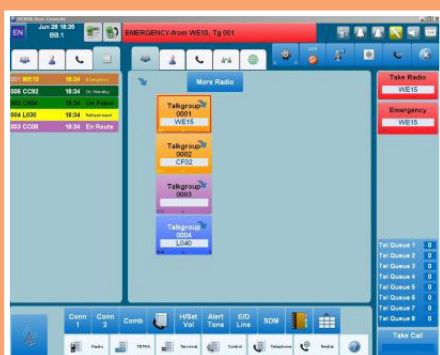 EN
Jun 28 18:35
BB.1
EMERGENCY-from WE15, Tg 001
001 WE15 18:34 Emergency
006 CC92 18:34 On Standby
18:34 On Patrol
004 L030 18:34 Refreshment
003 CC06 18:34 En Route
More Radio
Talkgroup
0001
WE15
Talkgroup
0002
CF02
Talkgroup
0003
Talkgroup
0004
L040
Take Radio
WE15
Emergency
WE15
Tel Queue 1 0
Tel Queue 2 0
Tel Queue 3 0
Tel Queue 4 0
Tel Queue 5 0
Tel Queue 6 0
Tel Queue 7 0
Tel Queue 8 0
Take Call
Conn 1
Conn 2
Comb
H/Set Vol
Alert Tone
E/D Line
SDM
Radio
TETRA
Terminal
Control
Telephone
Redial